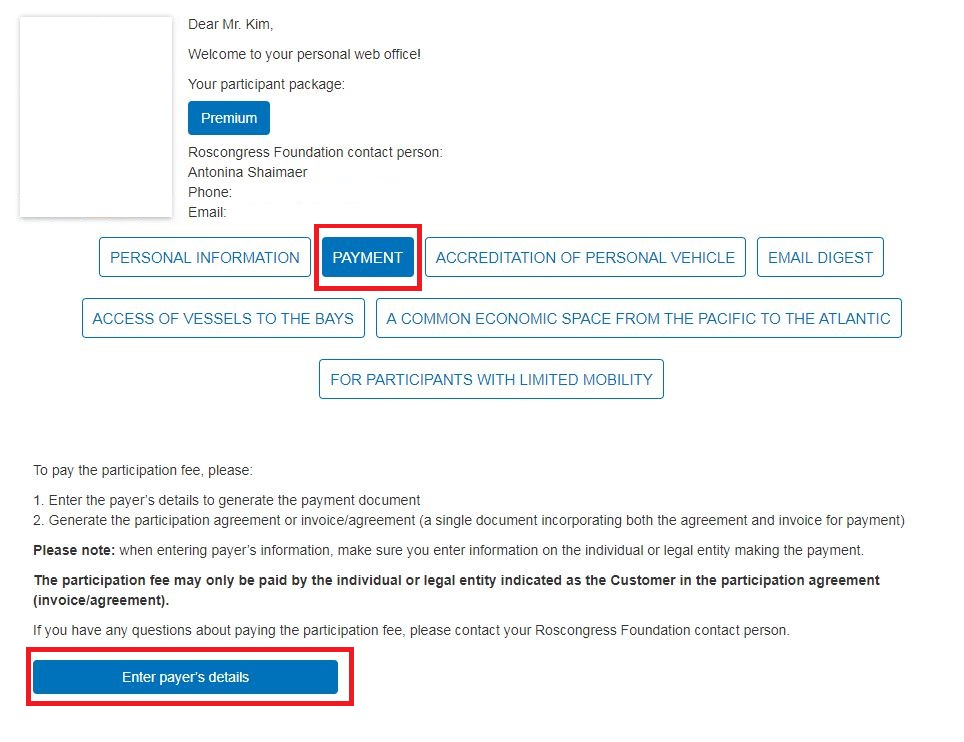 Dear Mr. Kim,
Welcome to your personal web office!
Your participant package:
Premium
Roscongress Foundation contact person:
Antonina Shaimaer
Phone:
Email:
PERSONAL INFORMATION
PAYMENT
ACCREDITATION OF PERSONAL VEHICLE
EMAIL DIGEST
ACCESS OF VESSELS TO THE BAYS
A COMMON ECONOMIC SPACE FROM THE PACIFIC TO THE ATLANTIC
FOR PARTICIPANTS WITH LIMITED MOBILITY
To pay the participation fee, please:
1. Enter the payer's details to generate the payment document
2. Generate the participation agreement or invoice/agreement (a single document incorporating both the agreement and invoice for payment)
Please note: when entering payer's information, make sure you enter information on the individual or legal entity making the payment.
The participation fee may only be paid by the individual or legal entity indicated as the Customer in the participation agreement
(invoice/agreement).
If you have any questions about paying the participation fee, please contact your Roscongress Foundation contact person.
Enter payer's details